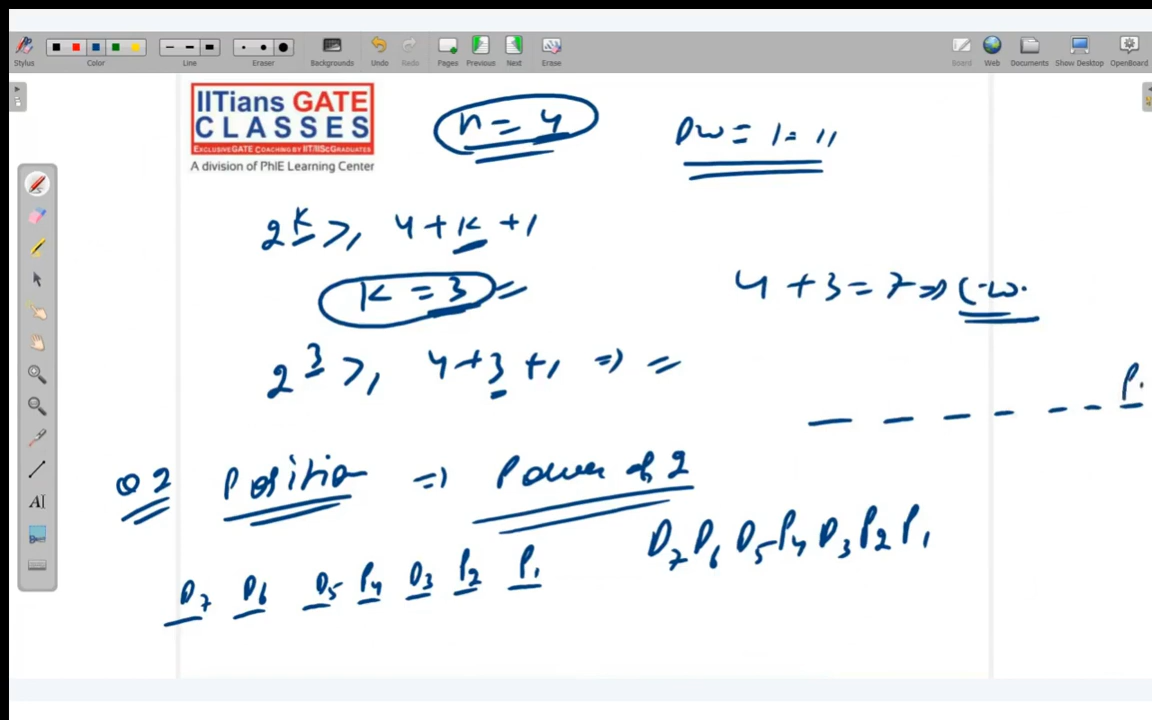 Stylus Color Line Eraser Backgrounds Undo Redo Pages Previous Next Erase Board Web Documents Show Desktop OpenBoard
IITians GATE
CLASSES
EXCLUSIVE GATE COACHING BY IIT/IISc GRADUATES
A division of PhIE Learning Center
n = 4
DW = 1 = 11
2^K >, 4 + K + 1
K = 3
4 + 3 = 7 ⇒ C-W.
2^3 >, 4 + 3 + 1 ⇒ =
P.
Q2 Position ⇒ Power of 2
D7 D6 D5 P4 D3 P2 P1
D7 D6 D5 P4 D3 P2 P1
AI